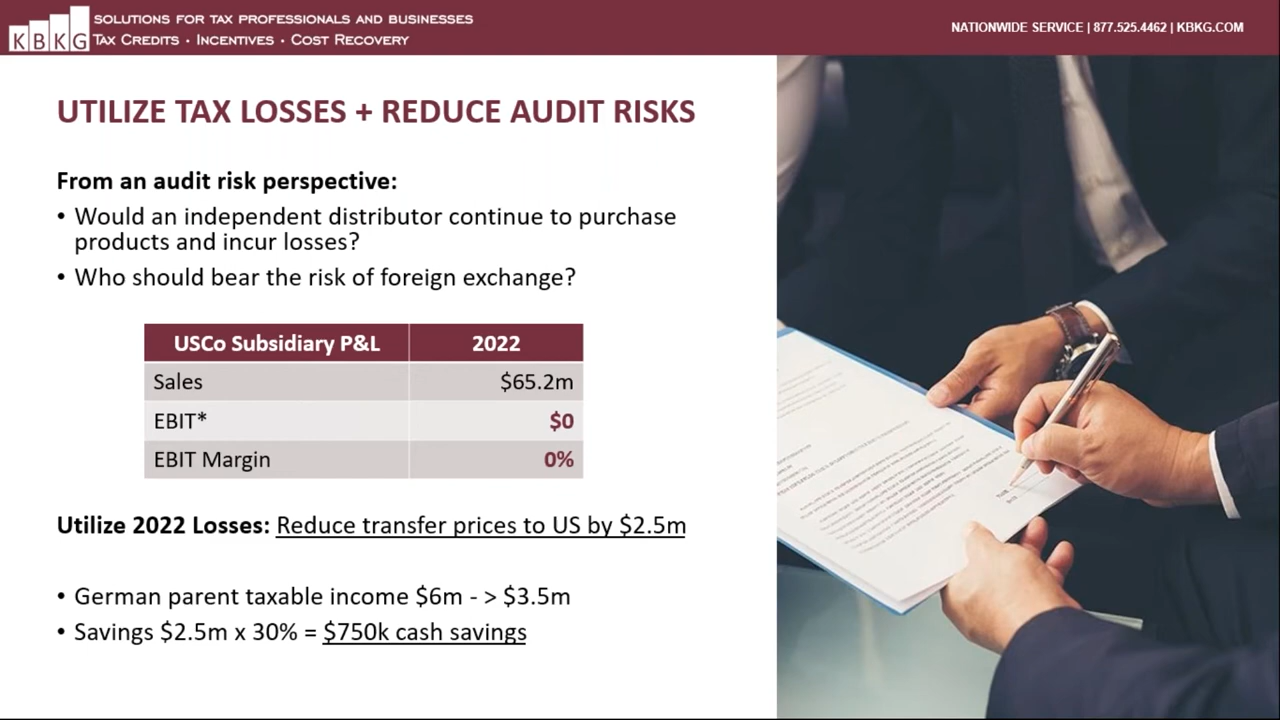 KBKG
SOLUTIONS FOR TAX PROFESSIONALS AND BUSINESSES
TAX CREDITS · INCENTIVES · COST RECOVERY
NATIONWIDE SERVICE | 877.525.4462 | KBKG.COM
UTILIZE TAX LOSSES + REDUCE AUDIT RISKS
From an audit risk perspective:
• Would an independent distributor continue to purchase
products and incur losses?
• Who should bear the risk of foreign exchange?
USCo Subsidiary P&L 2022
Sales $65.2m
EBIT* $0
EBIT Margin 0%
Utilize 2022 Losses: Reduce transfer prices to US by $2.5m
• German parent taxable income $6m - > $3.5m
• Savings $2.5m x 30% = $750k cash savings